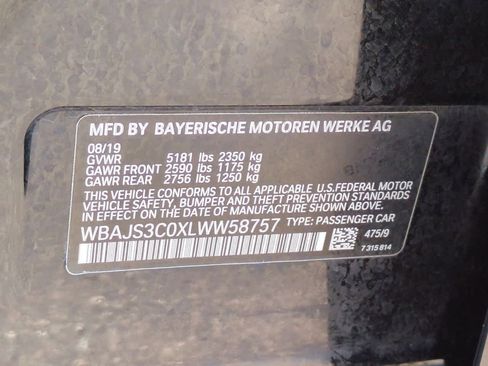 MFD BY BAYERISCHE MOTOREN WERKE AG
08/19
GVWR 5181 lbs 2350 kg
GAWR FRONT 2590 lbs 1175 kg
GAWR REAR 2756 lbs 1250 kg
THIS VEHICLE CONFORMS TO ALL APPLICABLE U.S.FEDERAL MOTOR
VEHICLE SAFETY, BUMPER AND THEFT PREVENTION STANDARDS
IN EFFECT ON THE DATE OF MANUFACTURE SHOWN ABOVE.
WBAJS3C0XLWW58757 TYPE: PASSENGER CAR
475/9
7 315 814